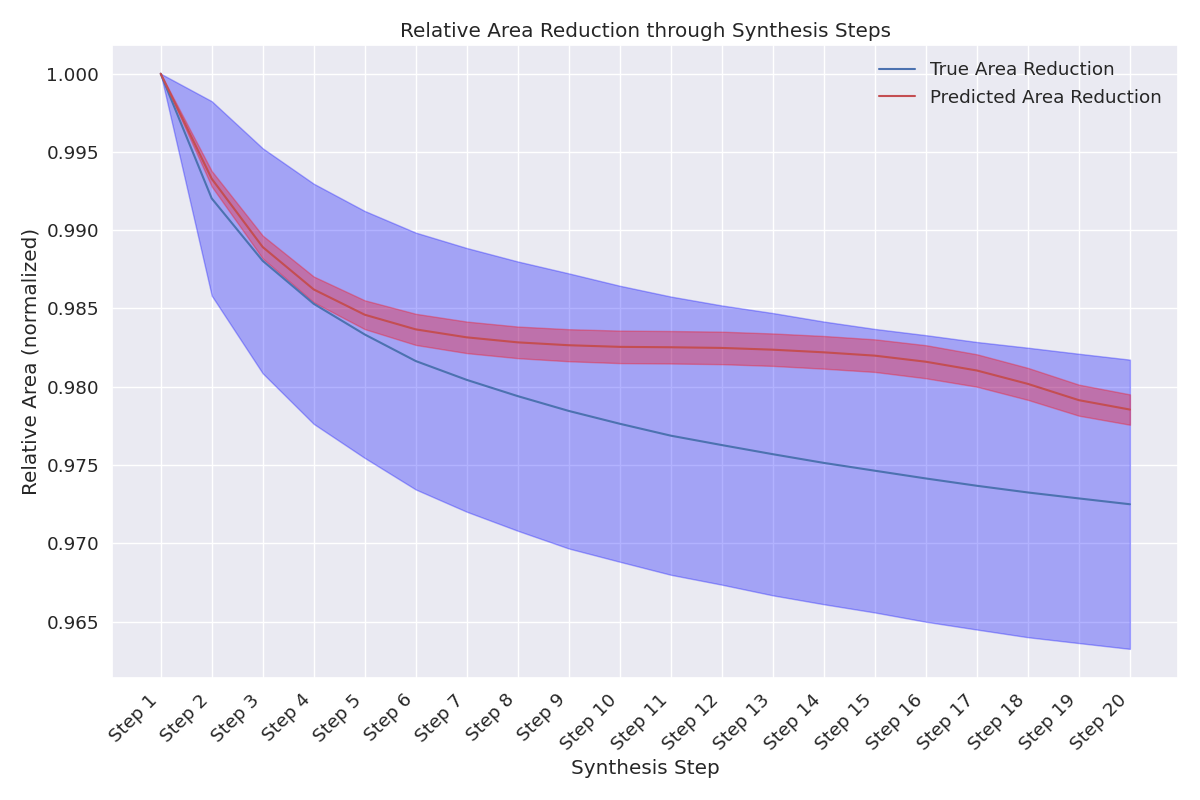 Relative Area Reduction through Synthesis Steps
True Area Reduction
Predicted Area Reduction
Relative Area (normalized)
1.000
0.995
0.990
0.985
0.980
0.975
0.970
0.965
Step 1
Step 2
Step 3
Step 4
Step 5
Step 6
Step 7
Step 8
Step 9
Step 10
Step 11
Step 12
Step 13
Step 14
Step 15
Step 16
Step 17
Step 18
Step 19
Step 20
Synthesis Step